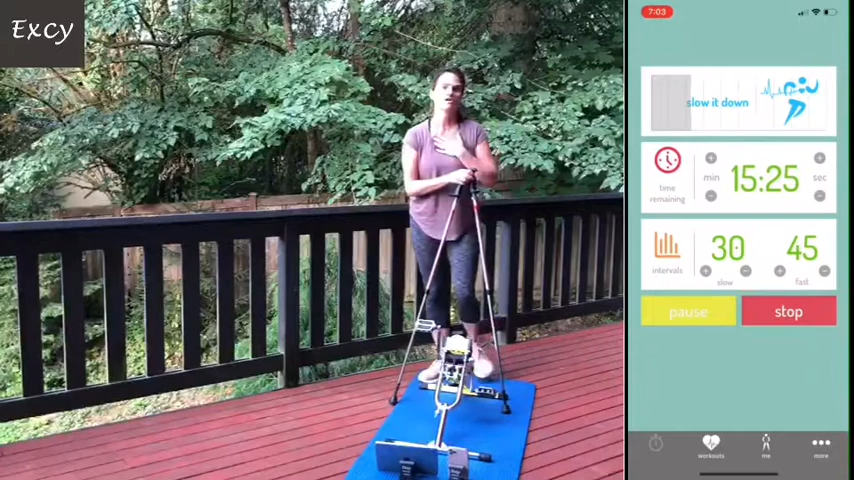 Excy
7:03
slow it down
time
remaining
min
15:25
sec
intervals
30
slow
45
fast
pause
stop
workouts
me
more